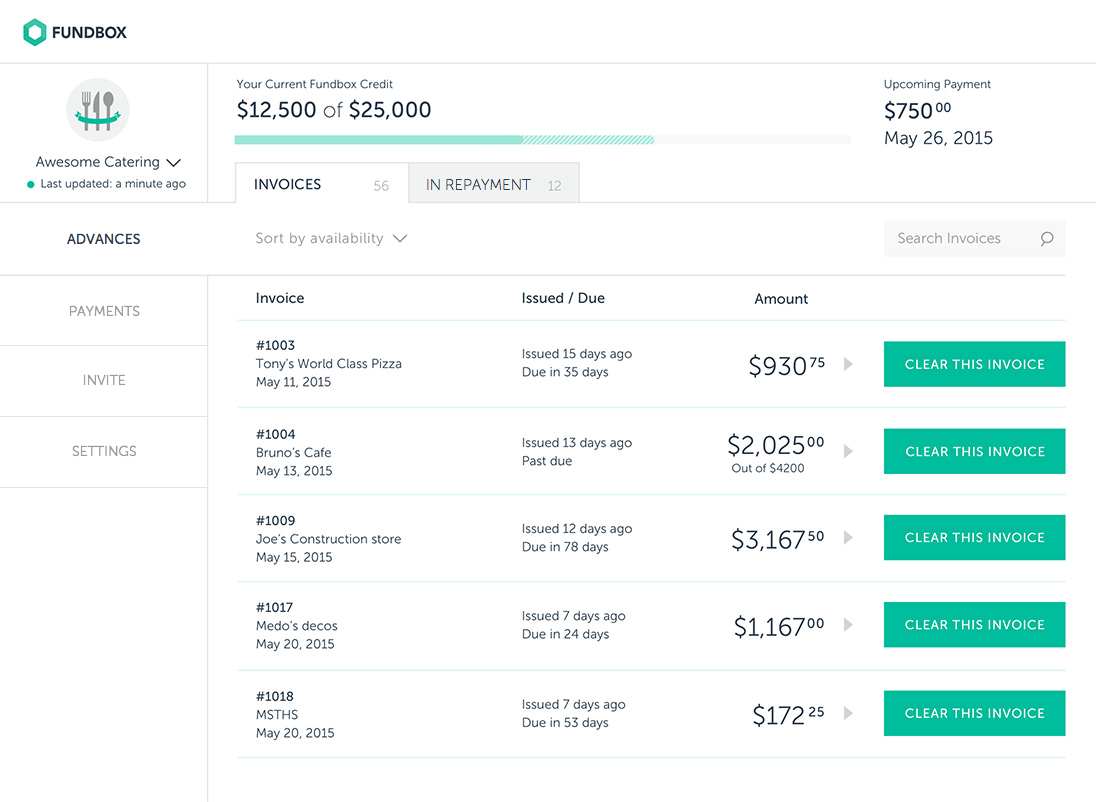 FUNDBOX
Awesome Catering
Last updated: a minute ago
Your Current Fundbox Credit
$12,500 of $25,000
Upcoming Payment
$750 00
May 26, 2015
INVOICES 56
IN REPAYMENT 12
ADVANCES
PAYMENTS
INVITE
SETTINGS
Sort by availability
Search Invoices
Invoice Issued / Due Amount
#1003
Tony's World Class Pizza
May 11, 2015
Issued 15 days ago
Due in 35 days
$930 75
CLEAR THIS INVOICE
#1004
Bruno's Cafe
May 13, 2015
Issued 13 days ago
Past due
$2,025 00
Out of $4200
CLEAR THIS INVOICE
#1009
Joe's Construction store
May 15, 2015
Issued 12 days ago
Due in 78 days
$3,167 50
CLEAR THIS INVOICE
#1017
Medo's decos
May 20, 2015
Issued 7 days ago
Due in 24 days
$1,167 00
CLEAR THIS INVOICE
#1018
MSTHS
May 20, 2015
Issued 7 days ago
Due in 53 days
$172 25
CLEAR THIS INVOICE